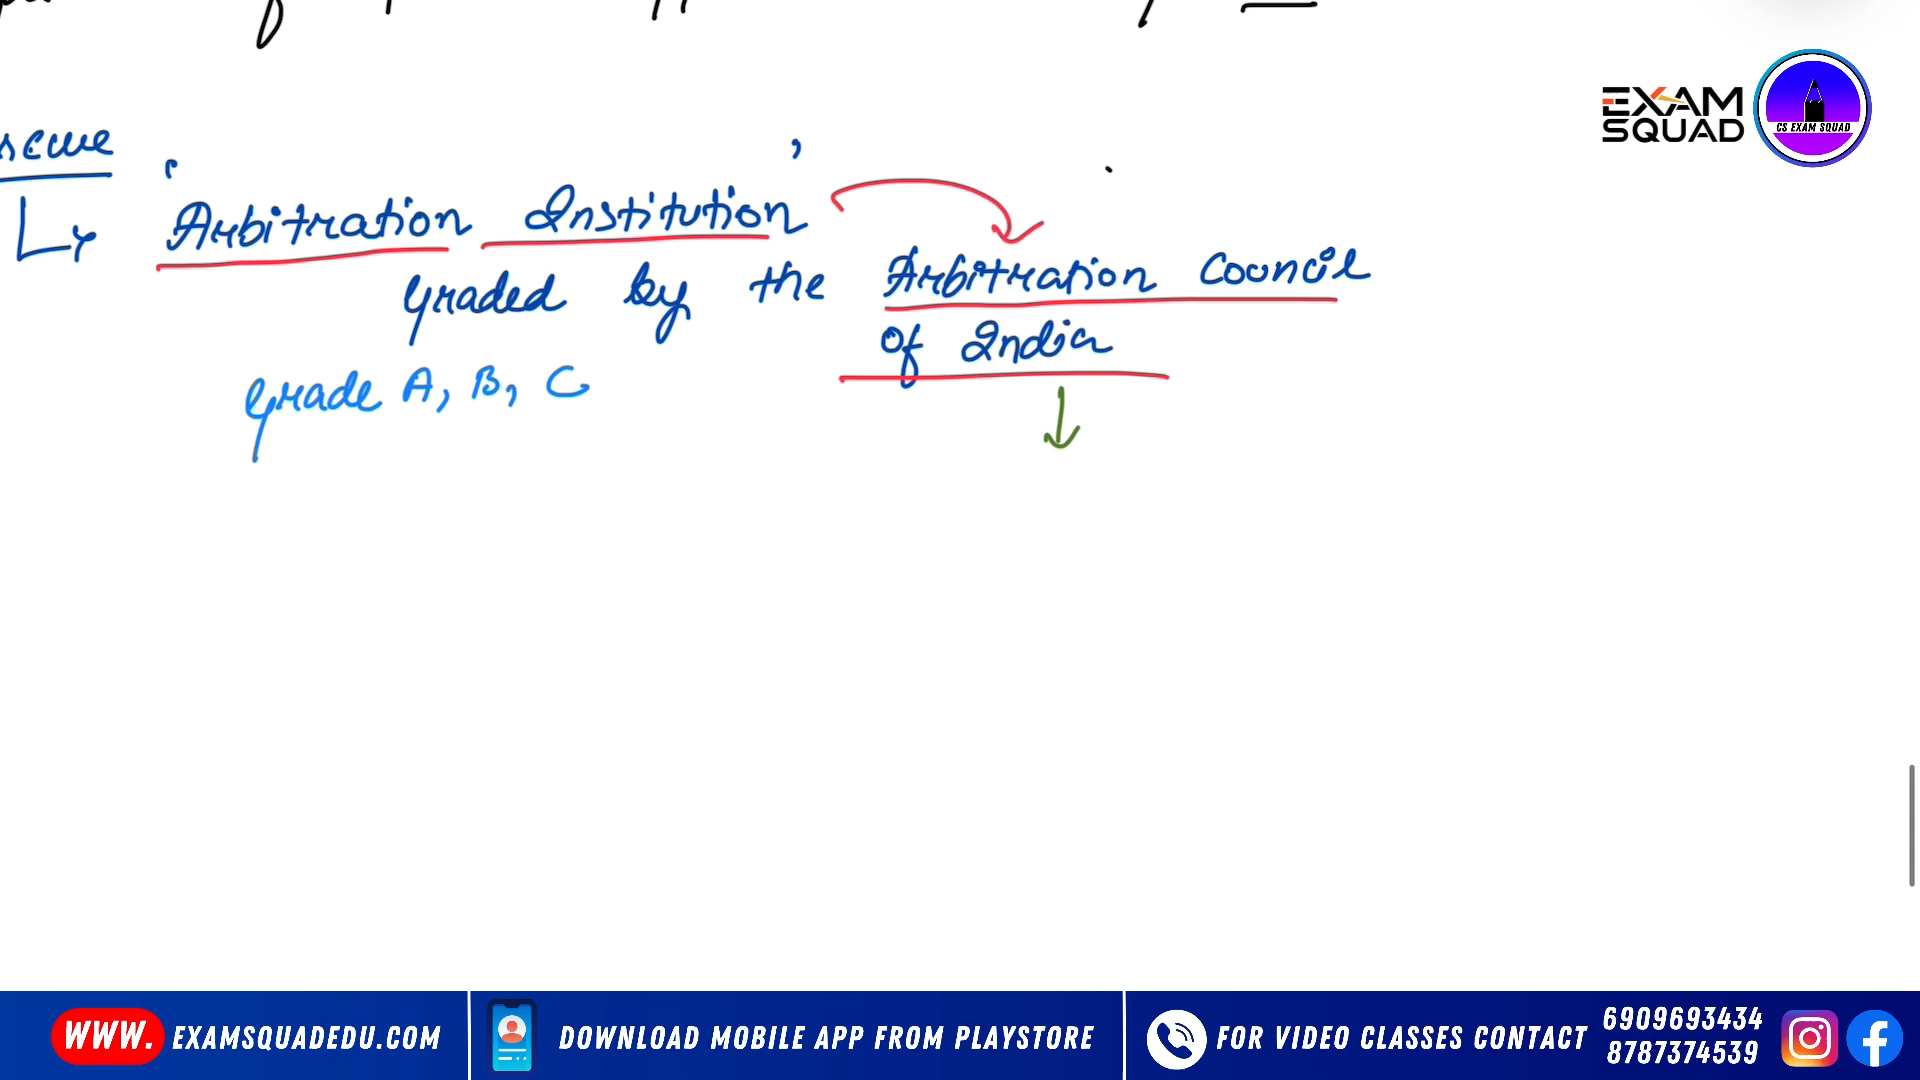 EXAM
SQUAD
CS EXAM SQUAD
' Arbitration Institution '
graded by the Arbitration Council
of India
Grade A, B, C
WWW. EXAMSQUADEDU.COM
DOWNLOAD MOBILE APP FROM PLAYSTORE
FOR VIDEO CLASSES CONTACT
6909693434
8787374539